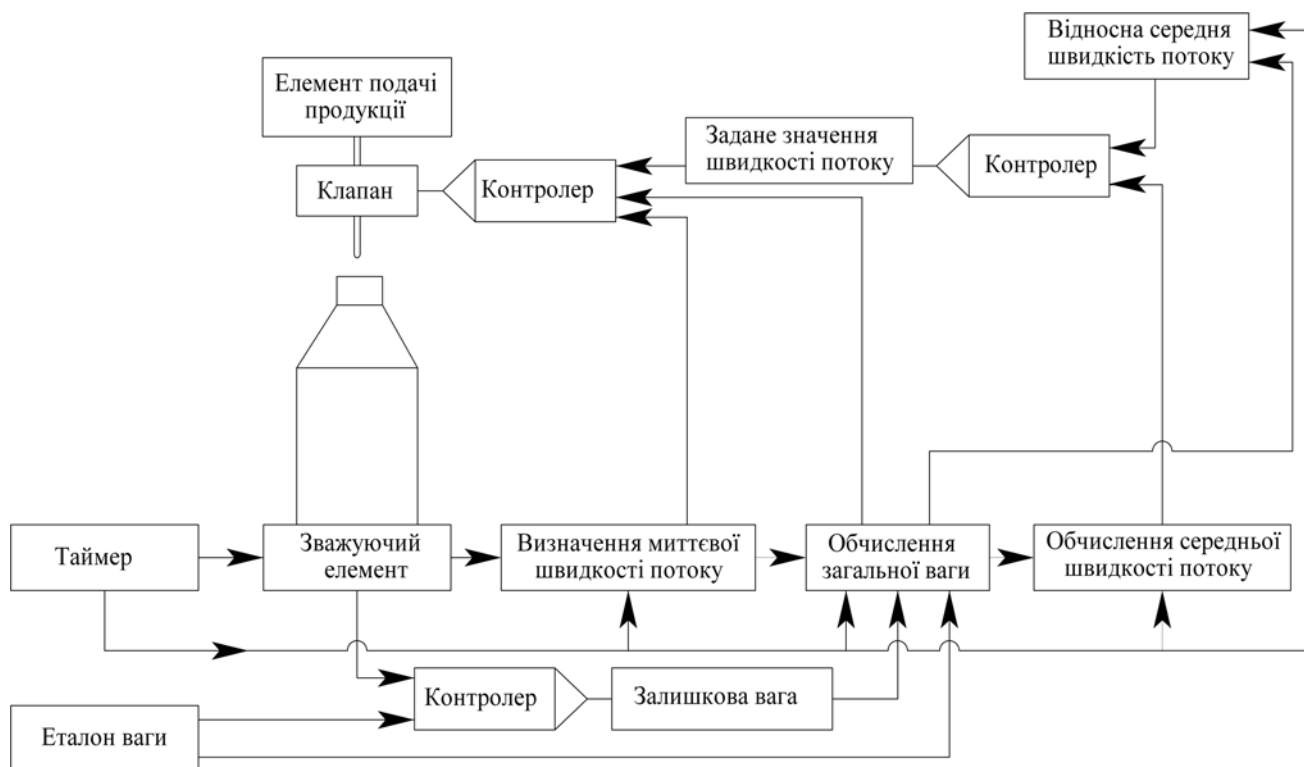 Відносна середня
швидкість потоку
Елемент подачі
продукції
Задане значення
швидкості потоку
Контролер
Клапан
Контролер
Таймер
Зважуючий
елемент
Визначення миттєвої
швидкості потоку
Обчислення
загальної ваги
Обчислення середньої
швидкості потоку
Контролер
Залишкова вага
Еталон ваги